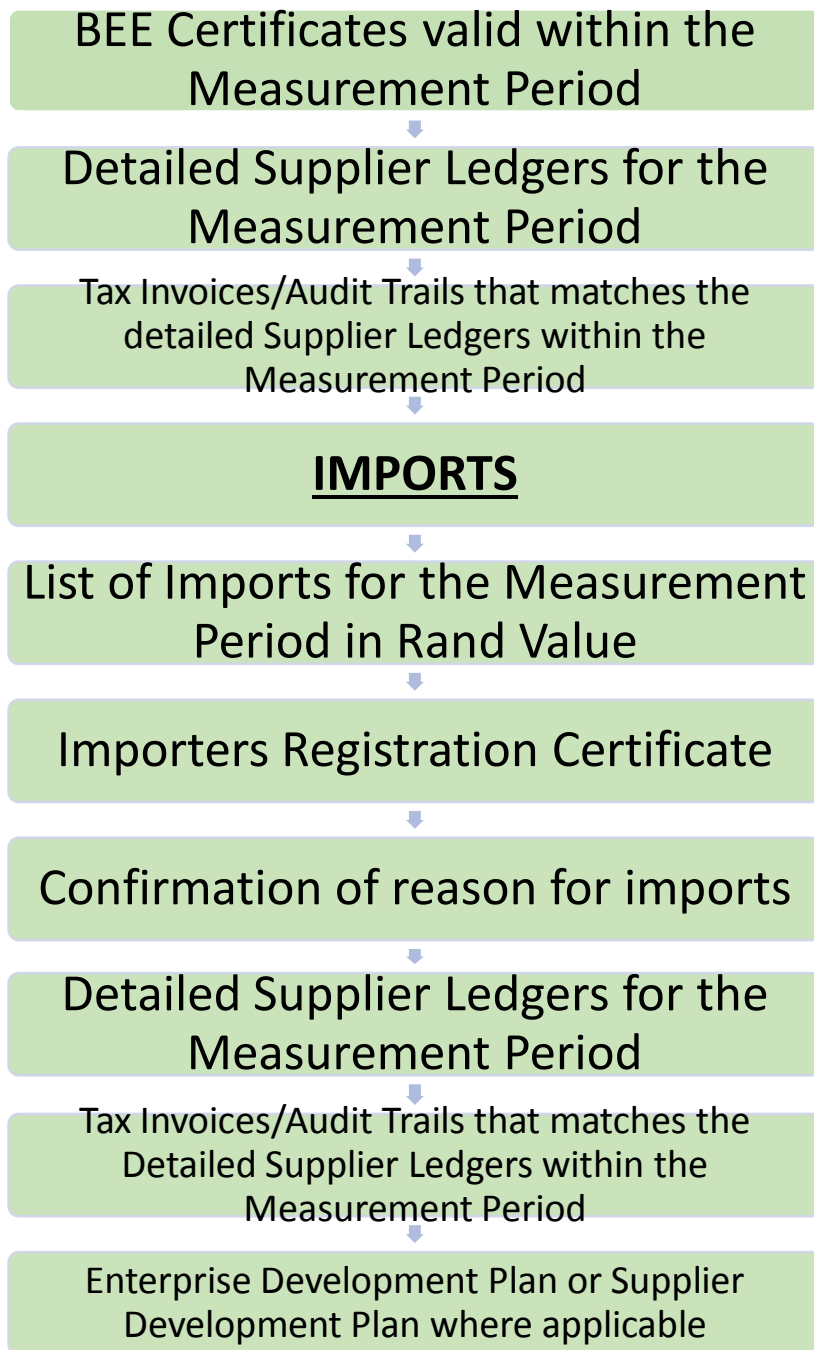 BEE Certificates valid within the
Measurement Period
Detailed Supplier Ledgers for the
Measurement Period
Tax Invoices/Audit Trails that matches the
detailed Supplier Ledgers within the
Measurement Period
IMPORTS
List of Imports for the Measurement
Period in Rand Value
Importers Registration Certificate
Confirmation of reason for imports
Detailed Supplier Ledgers for the
Measurement Period
Tax Invoices/Audit Trails that matches the
Detailed Supplier Ledgers within the
Measurement Period
Enterprise Development Plan or Supplier
Development Plan where applicable